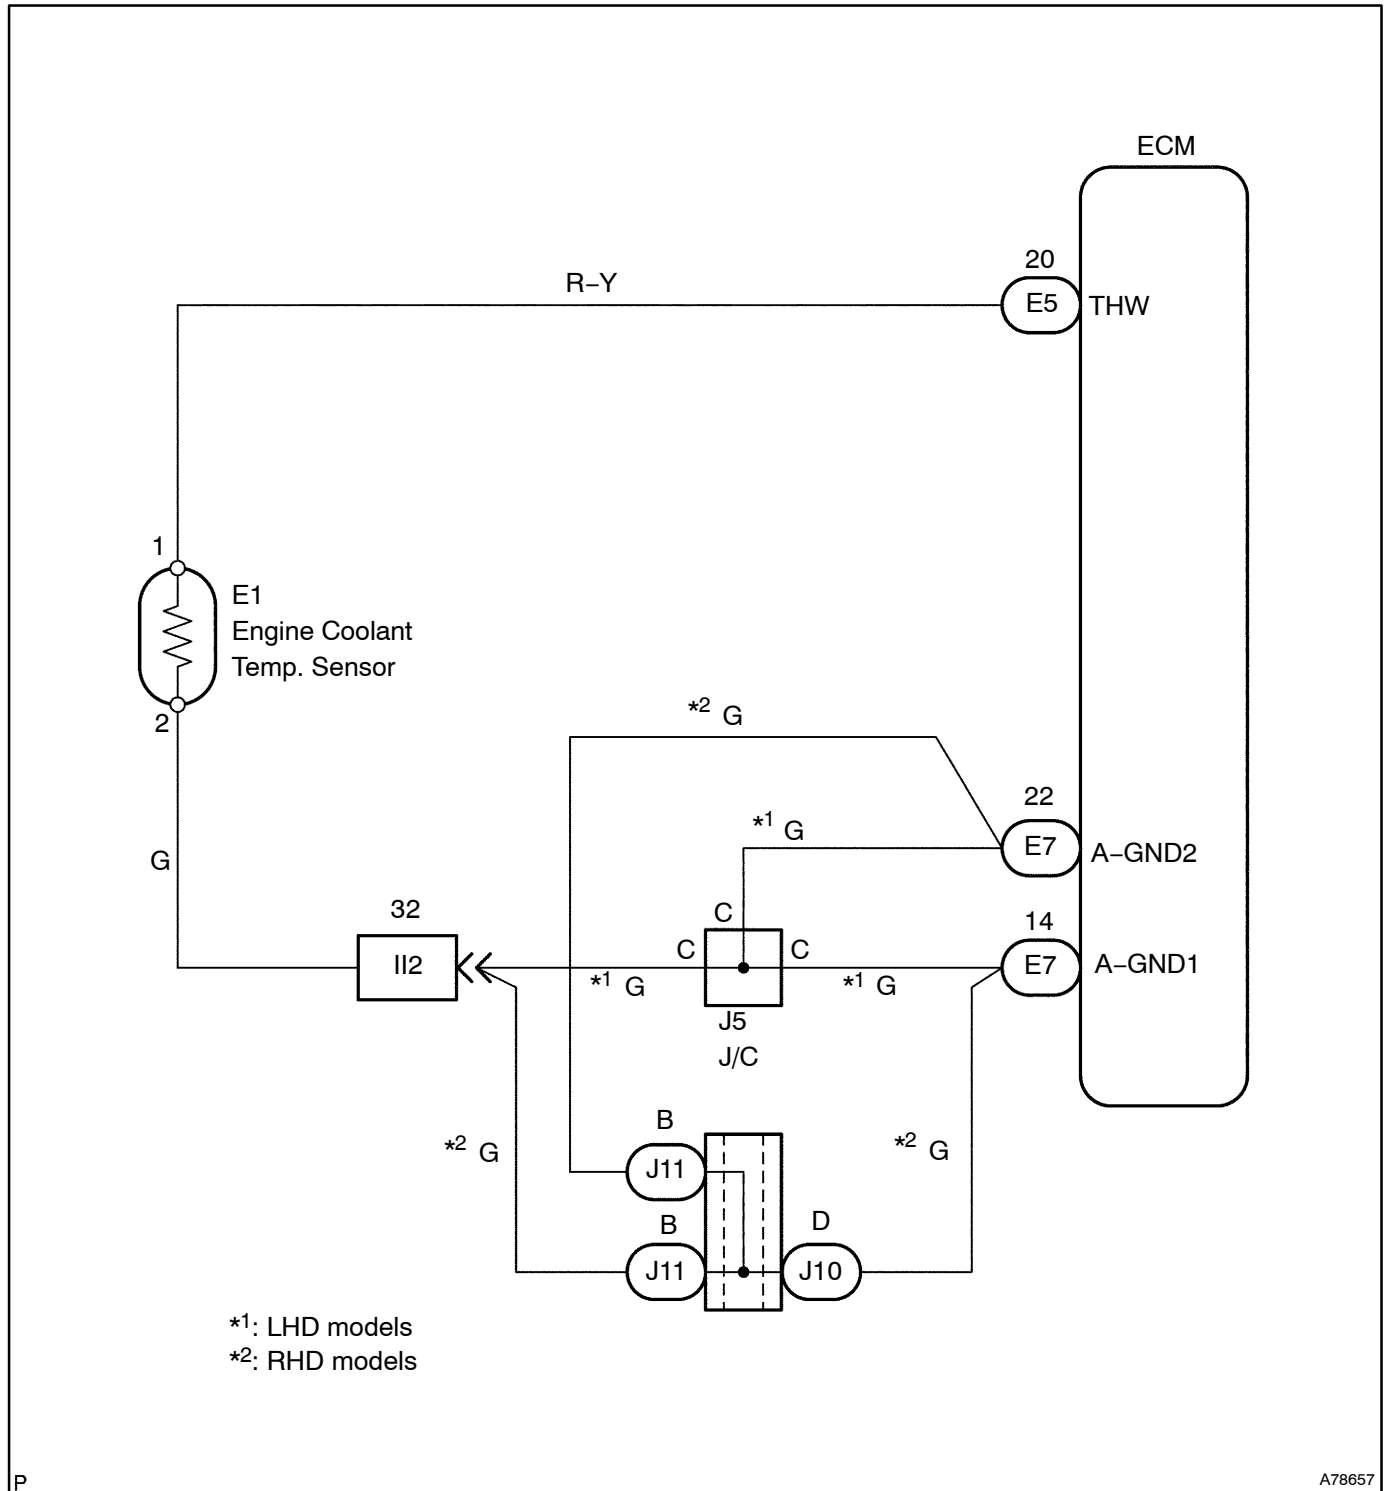 ECM
20
R−Y
E5
THW
1
E1
Engine Coolant
Temp. Sensor
2
*2 G
22
*1 G
E7
A−GND2
G
32
C
14
C
C
II2
E7
A−GND1
*1 G
*1 G
J5
J/C
B
*2 G
*2 G
J11
B
D
J11
J10
*1: LHD models
*2: RHD models
P
A78657